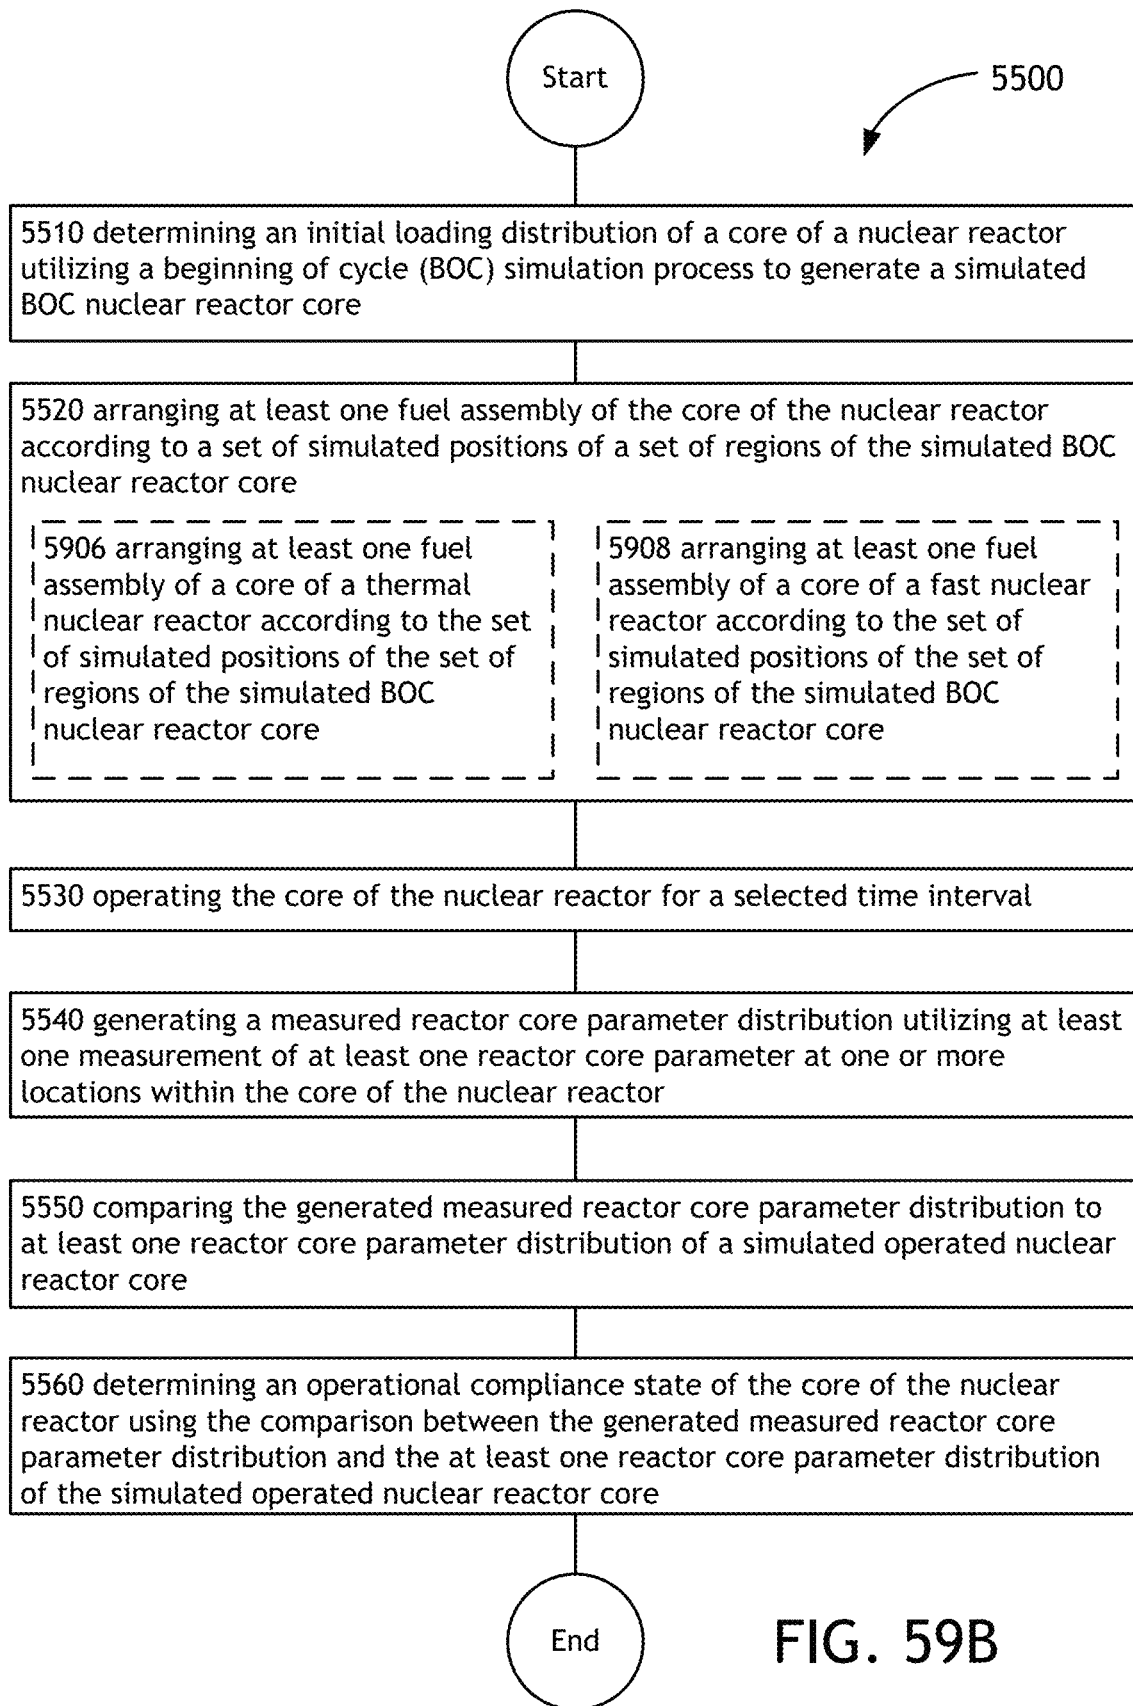 Start
5500
5510 determining an initial loading distribution of a core of a nuclear reactor
utilizing a beginning of cycle (BOC) simulation process to generate a simulated
BOC nuclear reactor core
5520 arranging at least one fuel assembly of the core of the nuclear reactor
according to a set of simulated positions of a set of regions of the simulated BOC
nuclear reactor core
5906 arranging at least one fuel
assembly of a core of a thermal
nuclear reactor according to the set
of simulated positions of the set of
regions of the simulated BOC
nuclear reactor core
5908 arranging at least one fuel
assembly of a core of a fast nuclear
reactor according to the set of
simulated positions of the set of
regions of the simulated BOC
nuclear reactor core
5530 operating the core of the nuclear reactor for a selected time interval
5540 generating a measured reactor core parameter distribution utilizing at least
one measurement of at least one reactor core parameter at one or more
locations within the core of the nuclear reactor
5550 comparing the generated measured reactor core parameter distribution to
at least one reactor core parameter distribution of a simulated operated nuclear
reactor core
5560 determining an operational compliance state of the core of the nuclear
reactor using the comparison between the generated measured reactor core
parameter distribution and the at least one reactor core parameter distribution
of the simulated operated nuclear reactor core
End
FIG. 59B